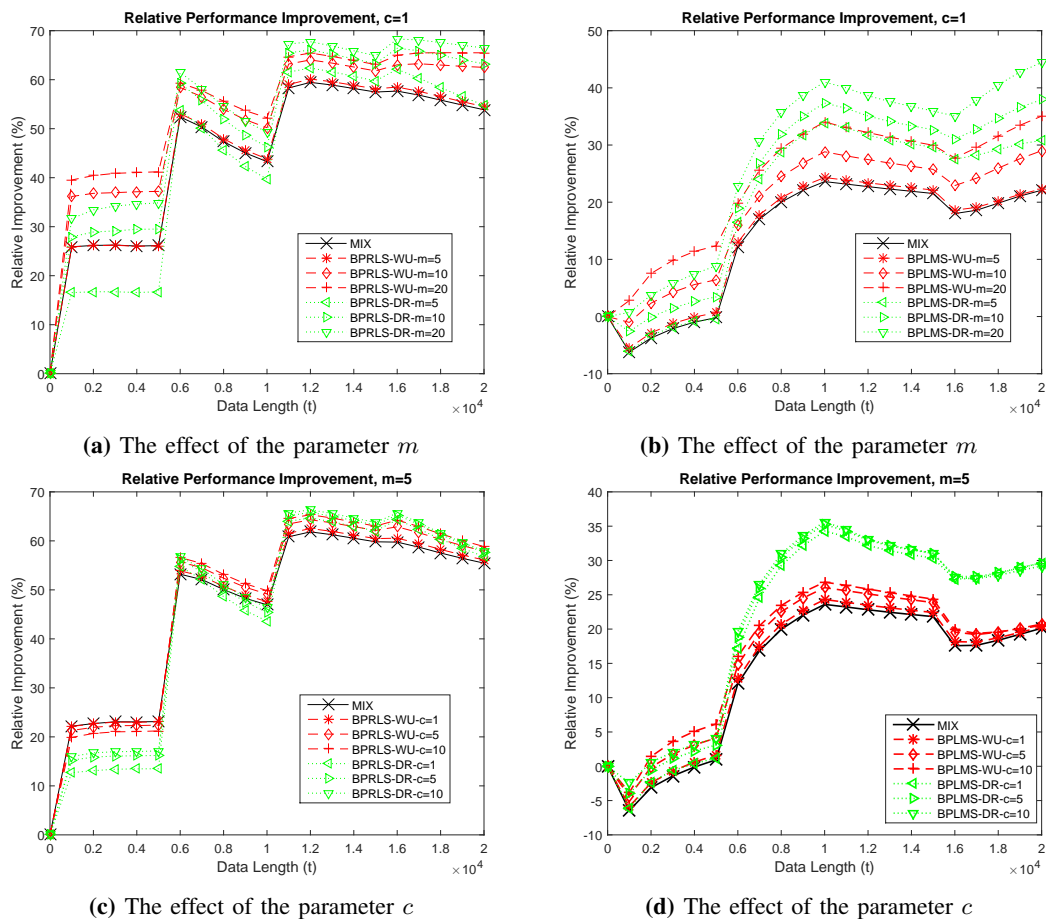 Relative Performance Improvement, c=1
Relative Improvement (%)
70
60
50
40
30
20
10
0
MIX
BPRLS-WU-m=5
BPRLS-WU-m=10
BPRLS-WU-m=20
BPRLS-DR-m=5
BPRLS-DR-m=10
BPRLS-DR-m=20
0 0.2 0.4 0.6 0.8 1 1.2 1.4 1.6 1.8 2
Data Length (t)
×10^4
(a) The effect of the parameter m
Relative Performance Improvement, c=1
Relative Improvement (%)
50
40
30
20
10
0
-10
MIX
BPLMS-WU-m=5
BPLMS-WU-m=10
BPLMS-WU-m=20
BPLMS-DR-m=5
BPLMS-DR-m=10
BPLMS-DR-m=20
0 0.2 0.4 0.6 0.8 1 1.2 1.4 1.6 1.8 2
Data Length (t)
×10^4
(b) The effect of the parameter m
Relative Performance Improvement, m=5
Relative Improvement (%)
70
60
50
40
30
20
10
0
MIX
BPRLS-WU-c=1
BPRLS-WU-c=5
BPRLS-WU-c=10
BPRLS-DR-c=1
BPRLS-DR-c=5
BPRLS-DR-c=10
0 0.2 0.4 0.6 0.8 1 1.2 1.4 1.6 1.8 2
Data Length (t)
×10^4
(c) The effect of the parameter c
Relative Performance Improvement, m=5
Relative Improvement (%)
40
35
30
25
20
15
10
5
0
-5
-10
MIX
BPLMS-WU-c=1
BPLMS-WU-c=5
BPLMS-WU-c=10
BPLMS-DR-c=1
BPLMS-DR-c=5
BPLMS-DR-c=10
0 0.2 0.4 0.6 0.8 1 1.2 1.4 1.6 1.8 2
Data Length (t)
×10^4
(d) The effect of the parameter c